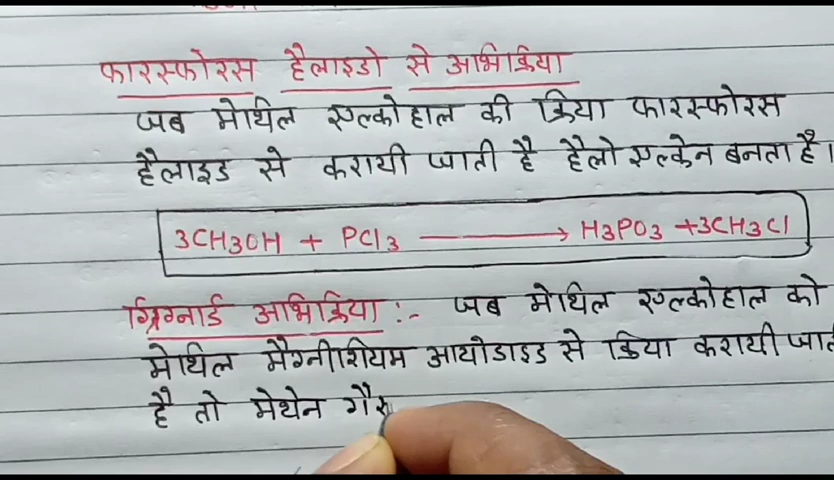 फारस्फोरस हैलाइडो से अभिक्रिया
जब मेथिल एल्कोहाल की क्रिया फारस्फोरस
हैलाइड से करायी जाती है हैलो एल्केन बनता है।
3CH3OH + PCl3 ⟶ H3PO3 +3CH3Cl
ग्रिग्नार्ड अभिक्रिया :- जब मेथिल एल्कोहाल को
मेथिल मैग्नीशियम आयोडाइड से क्रिया करायी जात
है तो मेथेन गैस